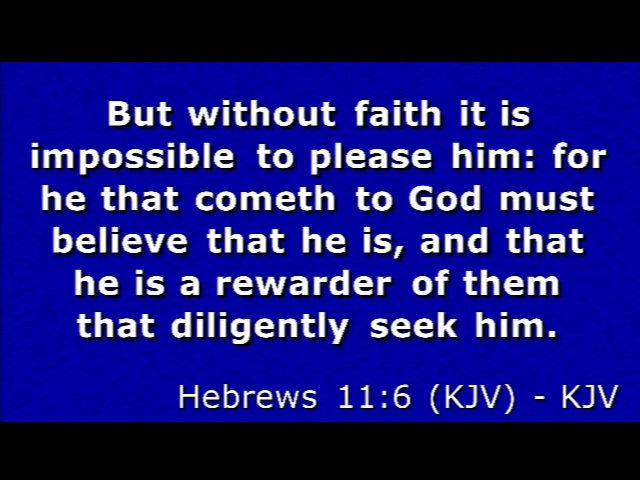 But without faith it is
impossible to please him: for
he that cometh to God must
believe that he is, and that
he is a rewarder of them
that diligently seek him.
Hebrews 11:6 (KJV) - KJV